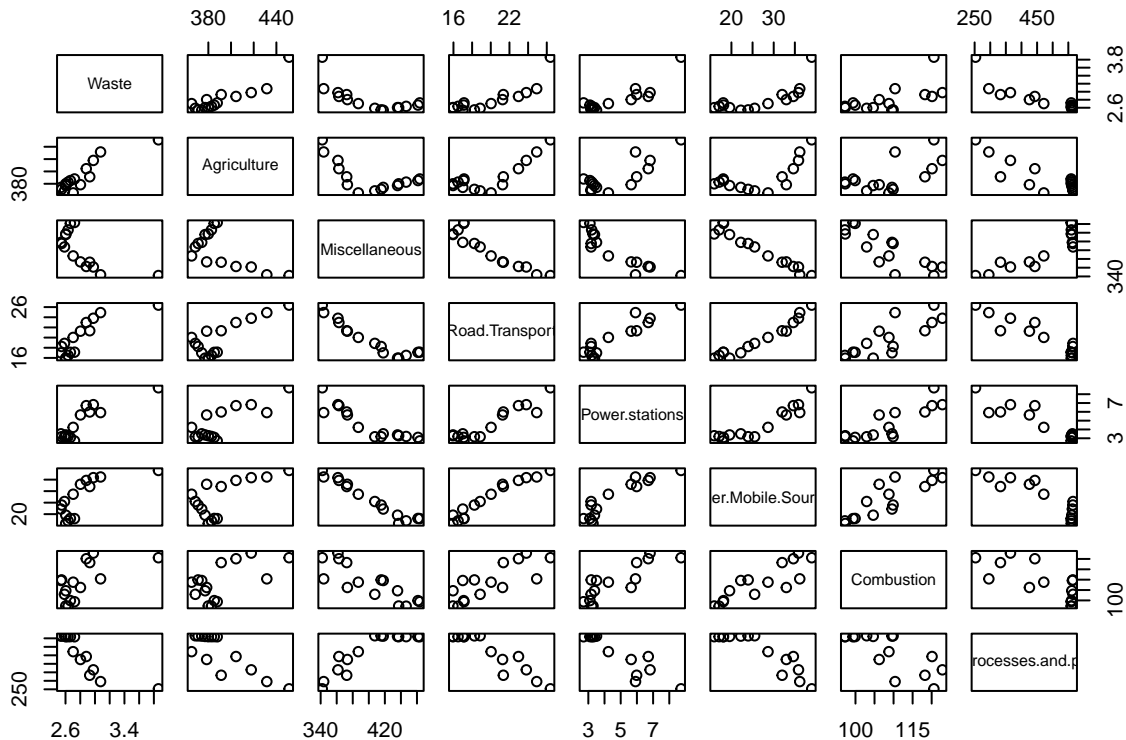 380 440
16 22
20 30
250 450
Waste
2.6 3.8
380
Agriculture
Miscellaneous
340
16 26
Road.Transpor
Power.stations
3 7
20
er.Mobile.Sour
Combustion
100
250
rocesses.and.p
2.6 3.4
340 420
3 5 7
100 115